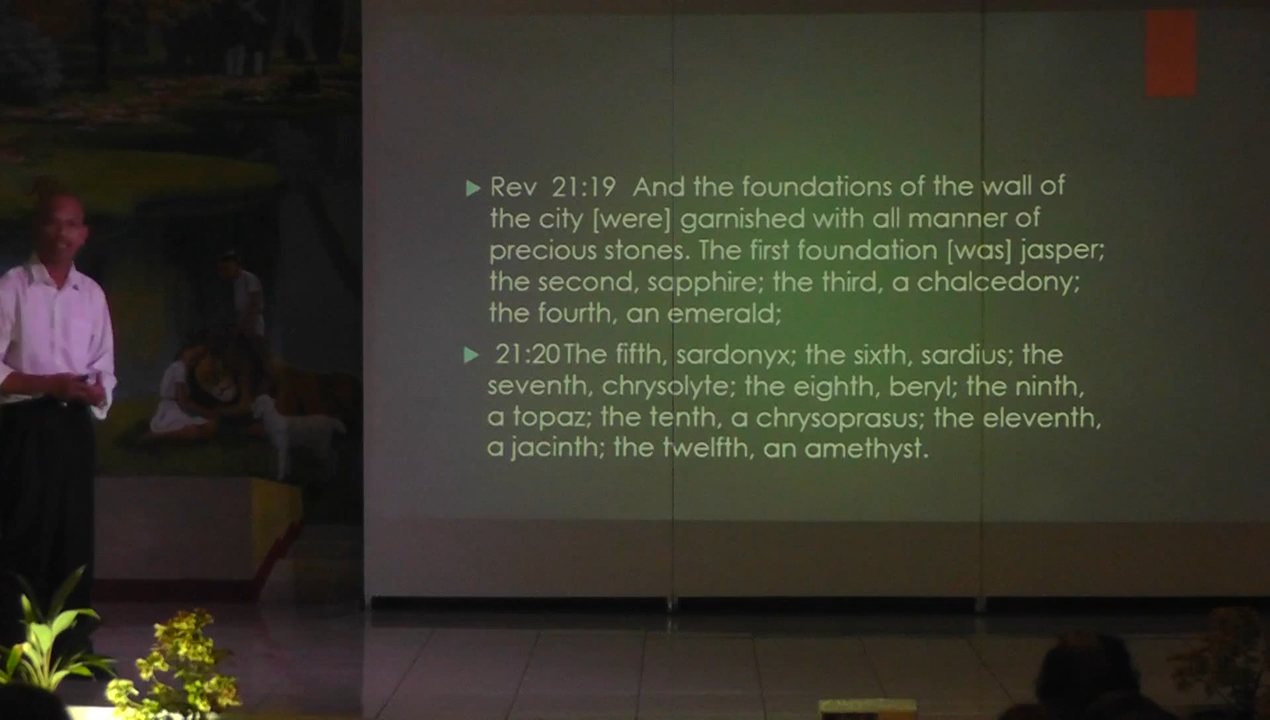 Rev 21:19 And the foundations of the wall of
the city [were] garnished with all manner of
precious stones. The first foundation [was] jasper;
the second, sapphire; the third, a chalcedony;
the fourth, an emerald;
21:20The fifth, sardonyx; the sixth, sardius; the
seventh, chrysolyte; the eighth, beryl; the ninth,
a topaz; the tenth, a chrysoprasus; the eleventh,
a jacinth; the twelfth, an amethyst.